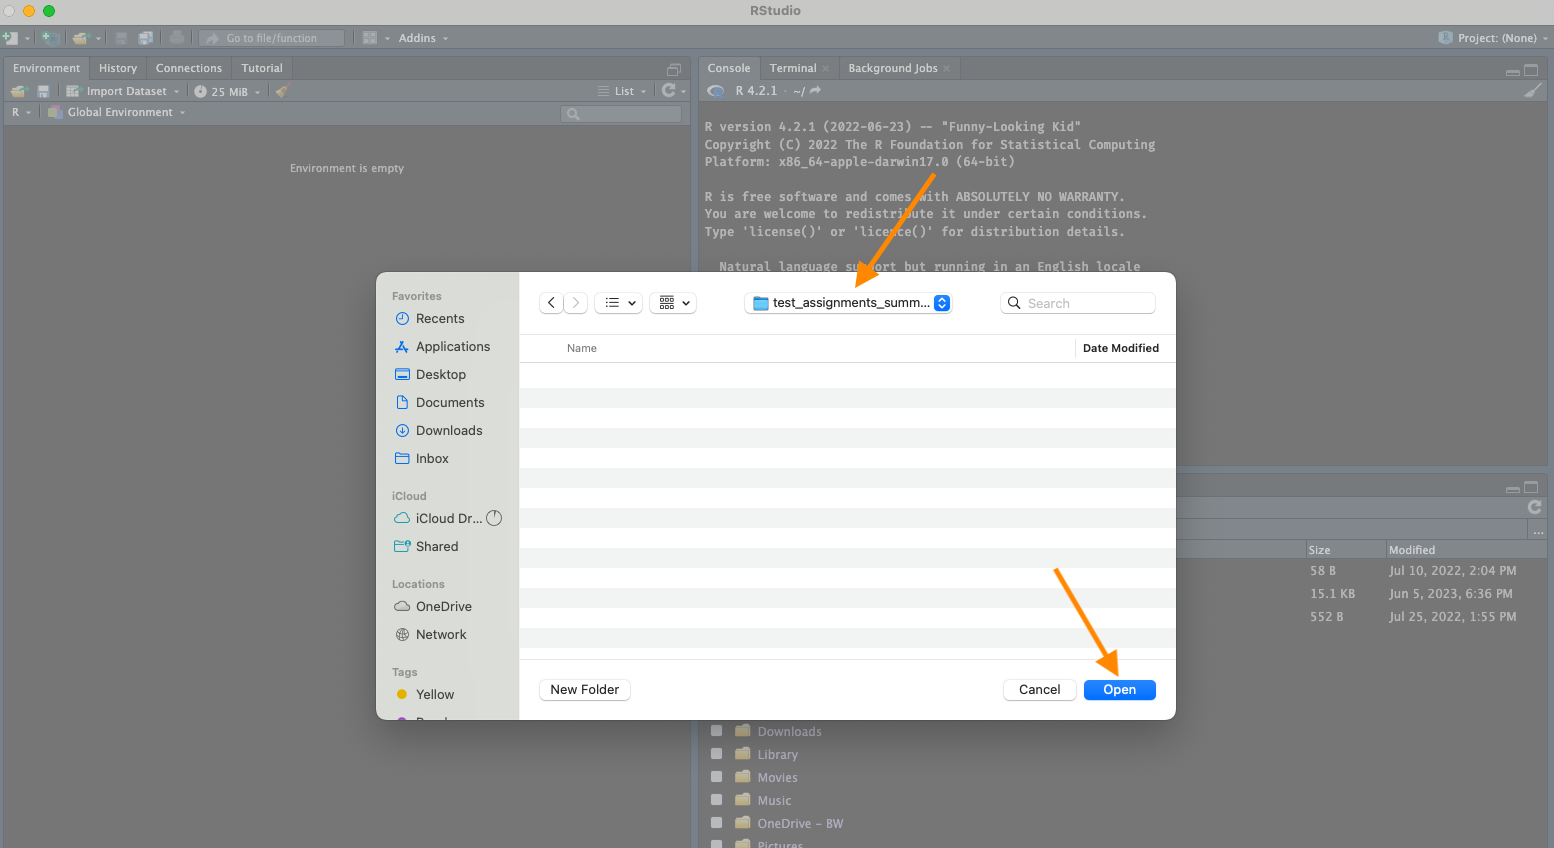 RStudio
Go to file/function
Addins
Project: (None)
Environment
History
Connections
Tutorial
Import Dataset
25 MiB
List
R
Global Environment
Environment is empty
Console
Terminal
Background Jobs
R 4.2.1 · ~/
R version 4.2.1 (2022-06-23) -- "Funny-Looking Kid"
Copyright (C) 2022 The R Foundation for Statistical Computing
Platform: x86_64-apple-darwin17.0 (64-bit)
R is free software and comes with ABSOLUTELY NO WARRANTY.
You are welcome to redistribute it under certain conditions.
Type 'license()' or 'licence()' for distribution details.
Natural language support but running in an English locale
Favorites
Recents
Applications
Desktop
Documents
Downloads
Inbox
iCloud
iCloud Dr...
Shared
Locations
OneDrive
Network
Tags
Yellow
test_assignments_summ...
Search
Name
Date Modified
New Folder
Cancel
Open
Size
Modified
58 B
Jul 10, 2022, 2:04 PM
15.1 KB
Jun 5, 2023, 6:36 PM
552 B
Jul 25, 2022, 1:55 PM
Downloads
Library
Movies
Music
OneDrive - BW
Pictures